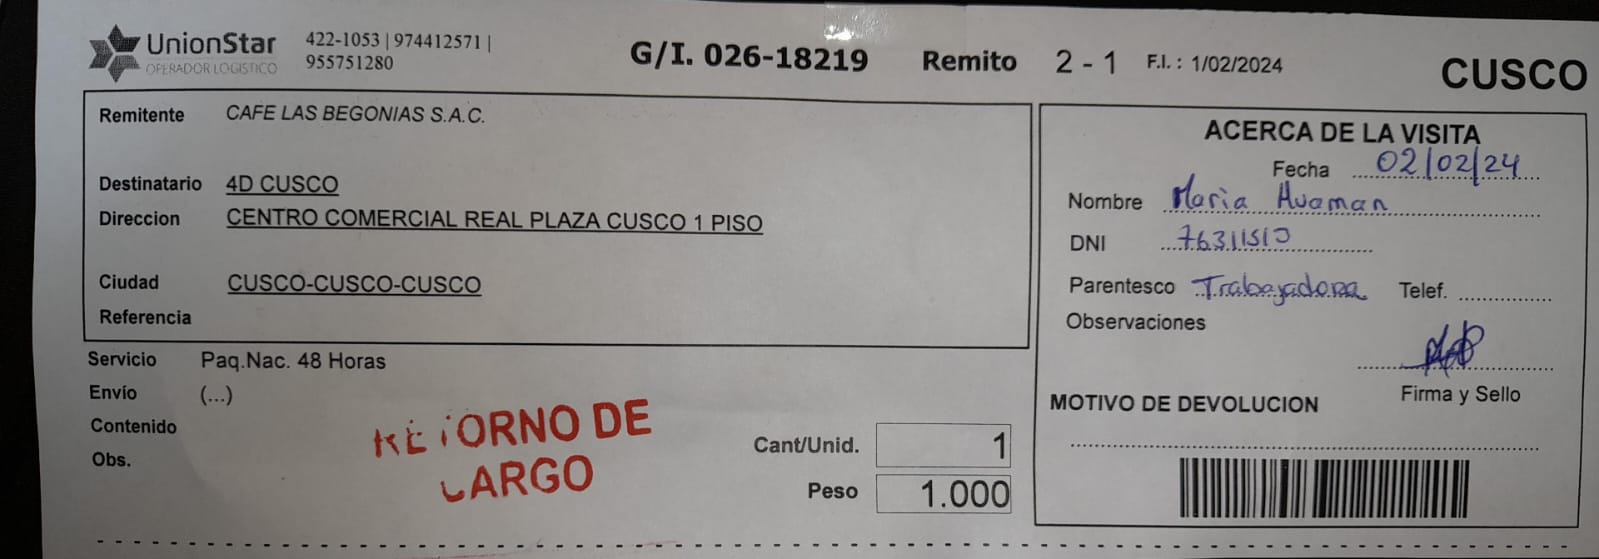 UnionStar
OPERADOR LOGISTICO
422-1053 | 974412571 |
955751280
G/I. 026-18219 Remito 2 - 1 F.I. : 1/02/2024
CUSCO
Remitente CAFE LAS BEGONIAS S.A.C.
Destinatario 4D CUSCO
Direccion CENTRO COMERCIAL REAL PLAZA CUSCO 1 PISO
Ciudad CUSCO-CUSCO-CUSCO
Referencia
Servicio Paq.Nac. 48 Horas
Envío (...)
Contenido
Obs.
RETORNO DE
CARGO
Cant/Unid. 1
Peso 1.000
ACERCA DE LA VISITA
Fecha 02/02/24
Nombre Maria Huaman
DNI
Parentesco Trabajadora Telef.
Observaciones
Firma y Sello
MOTIVO DE DEVOLUCION